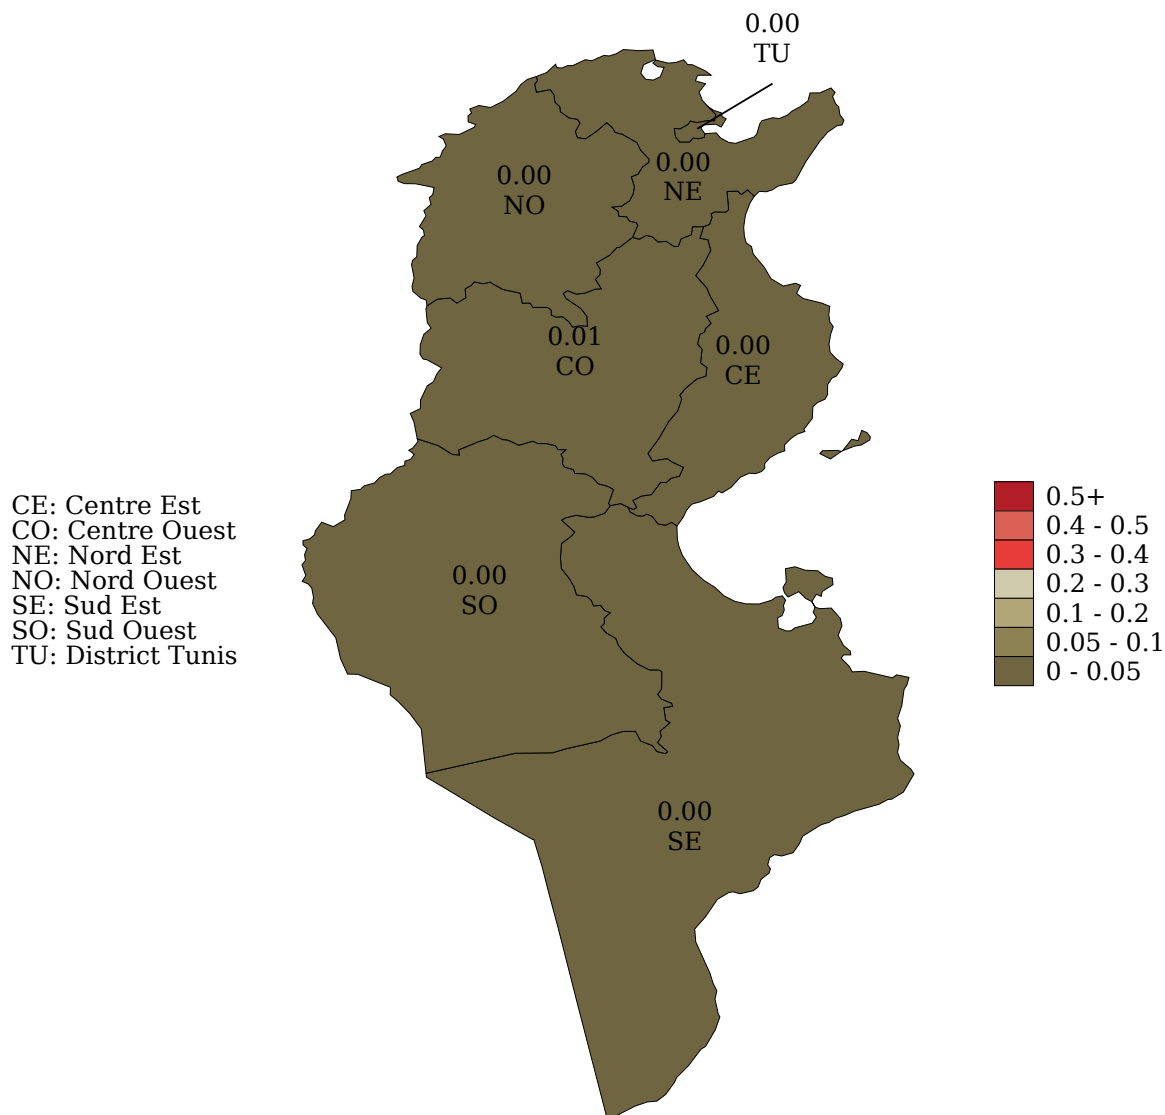 0.00
TU
0.00
NO
0.00
NE
0.01
CO
0.00
CE
0.00
SO
0.00
SE
CE: Centre Est
CO: Centre Ouest
NE: Nord Est
NO: Nord Ouest
SE: Sud Est
SO: Sud Ouest
TU: District Tunis
0.5+
0.4 - 0.5
0.3 - 0.4
0.2 - 0.3
0.1 - 0.2
0.05 - 0.1
0 - 0.05